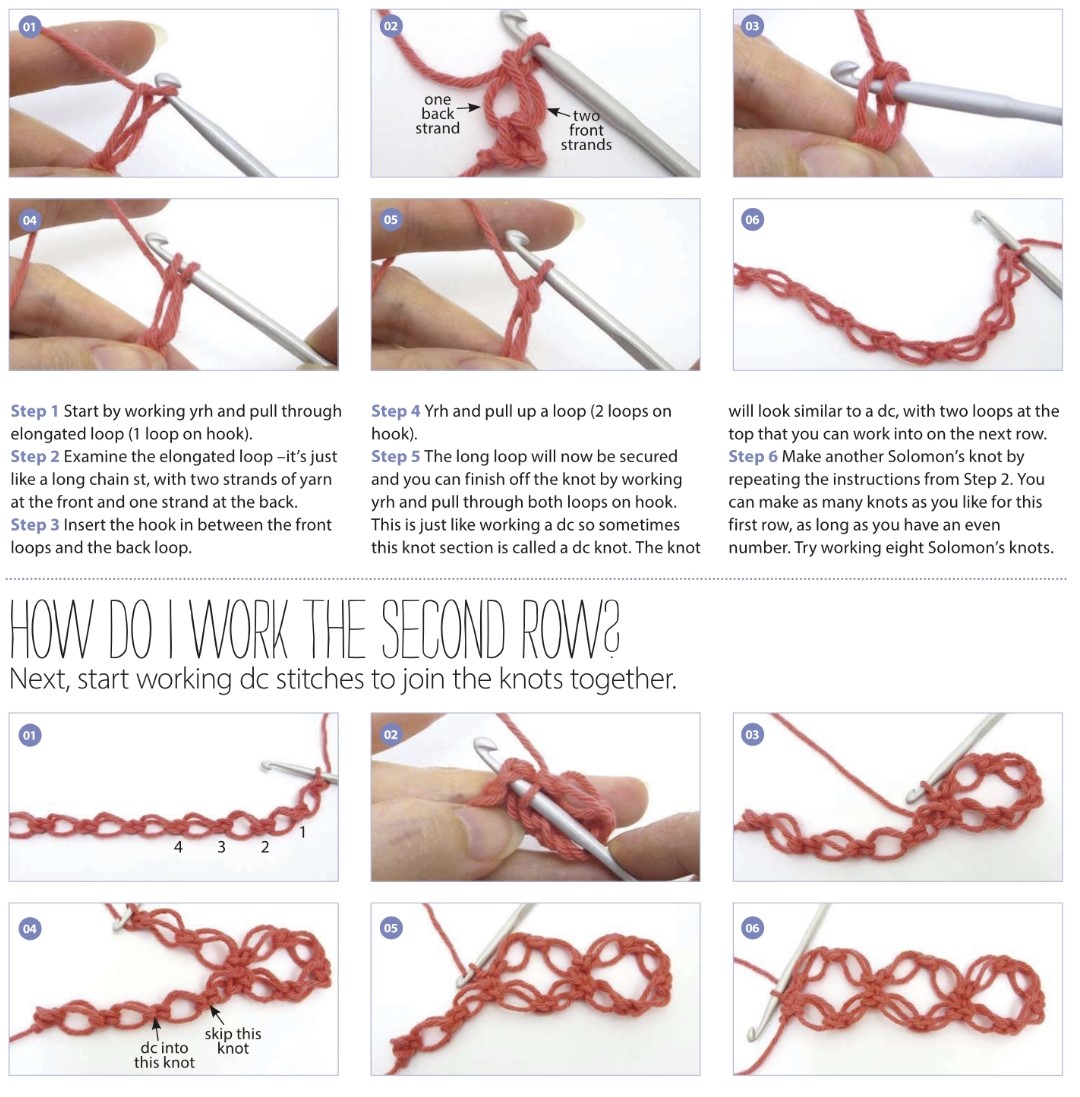 01
02
03
one
back
strand
two
front
strands
04
05
06
Step 1 Start by working yrh and pull through
elongated loop (1 loop on hook).
Step 2 Examine the elongated loop –it's just
like a long chain st, with two strands of yarn
at the front and one strand at the back.
Step 3 Insert the hook in between the front
loops and the back loop.
Step 4 Yrh and pull up a loop (2 loops on
hook).
Step 5 The long loop will now be secured
and you can finish off the knot by working
yrh and pull through both loops on hook.
This is just like working a dc so sometimes
this knot section is called a dc knot. The knot
will look similar to a dc, with two loops at the
top that you can work into on the next row.
Step 6 Make another Solomon's knot by
repeating the instructions from Step 2. You
can make as many knots as you like for this
first row, as long as you have an even
number. Try working eight Solomon's knots.
HOW DO I WORK THE SECOND ROW?
Next, start working dc stitches to join the knots together.
01
4 3 2 1
02
03
04
dc into
this knot
skip this
knot
05
06